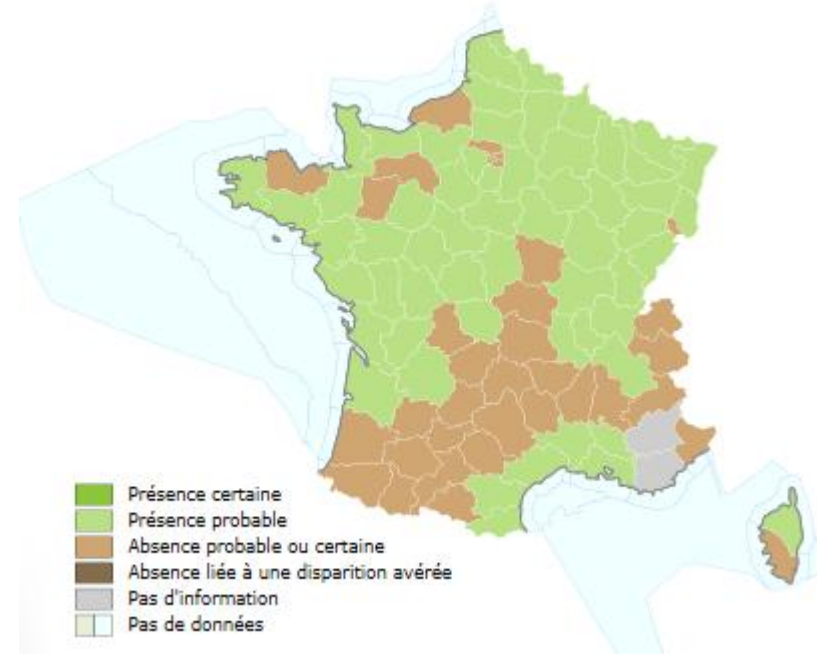 Présence certaine
Présence probable
Absence probable ou certaine
Absence liée à une disparition avérée
Pas d'information
Pas de données